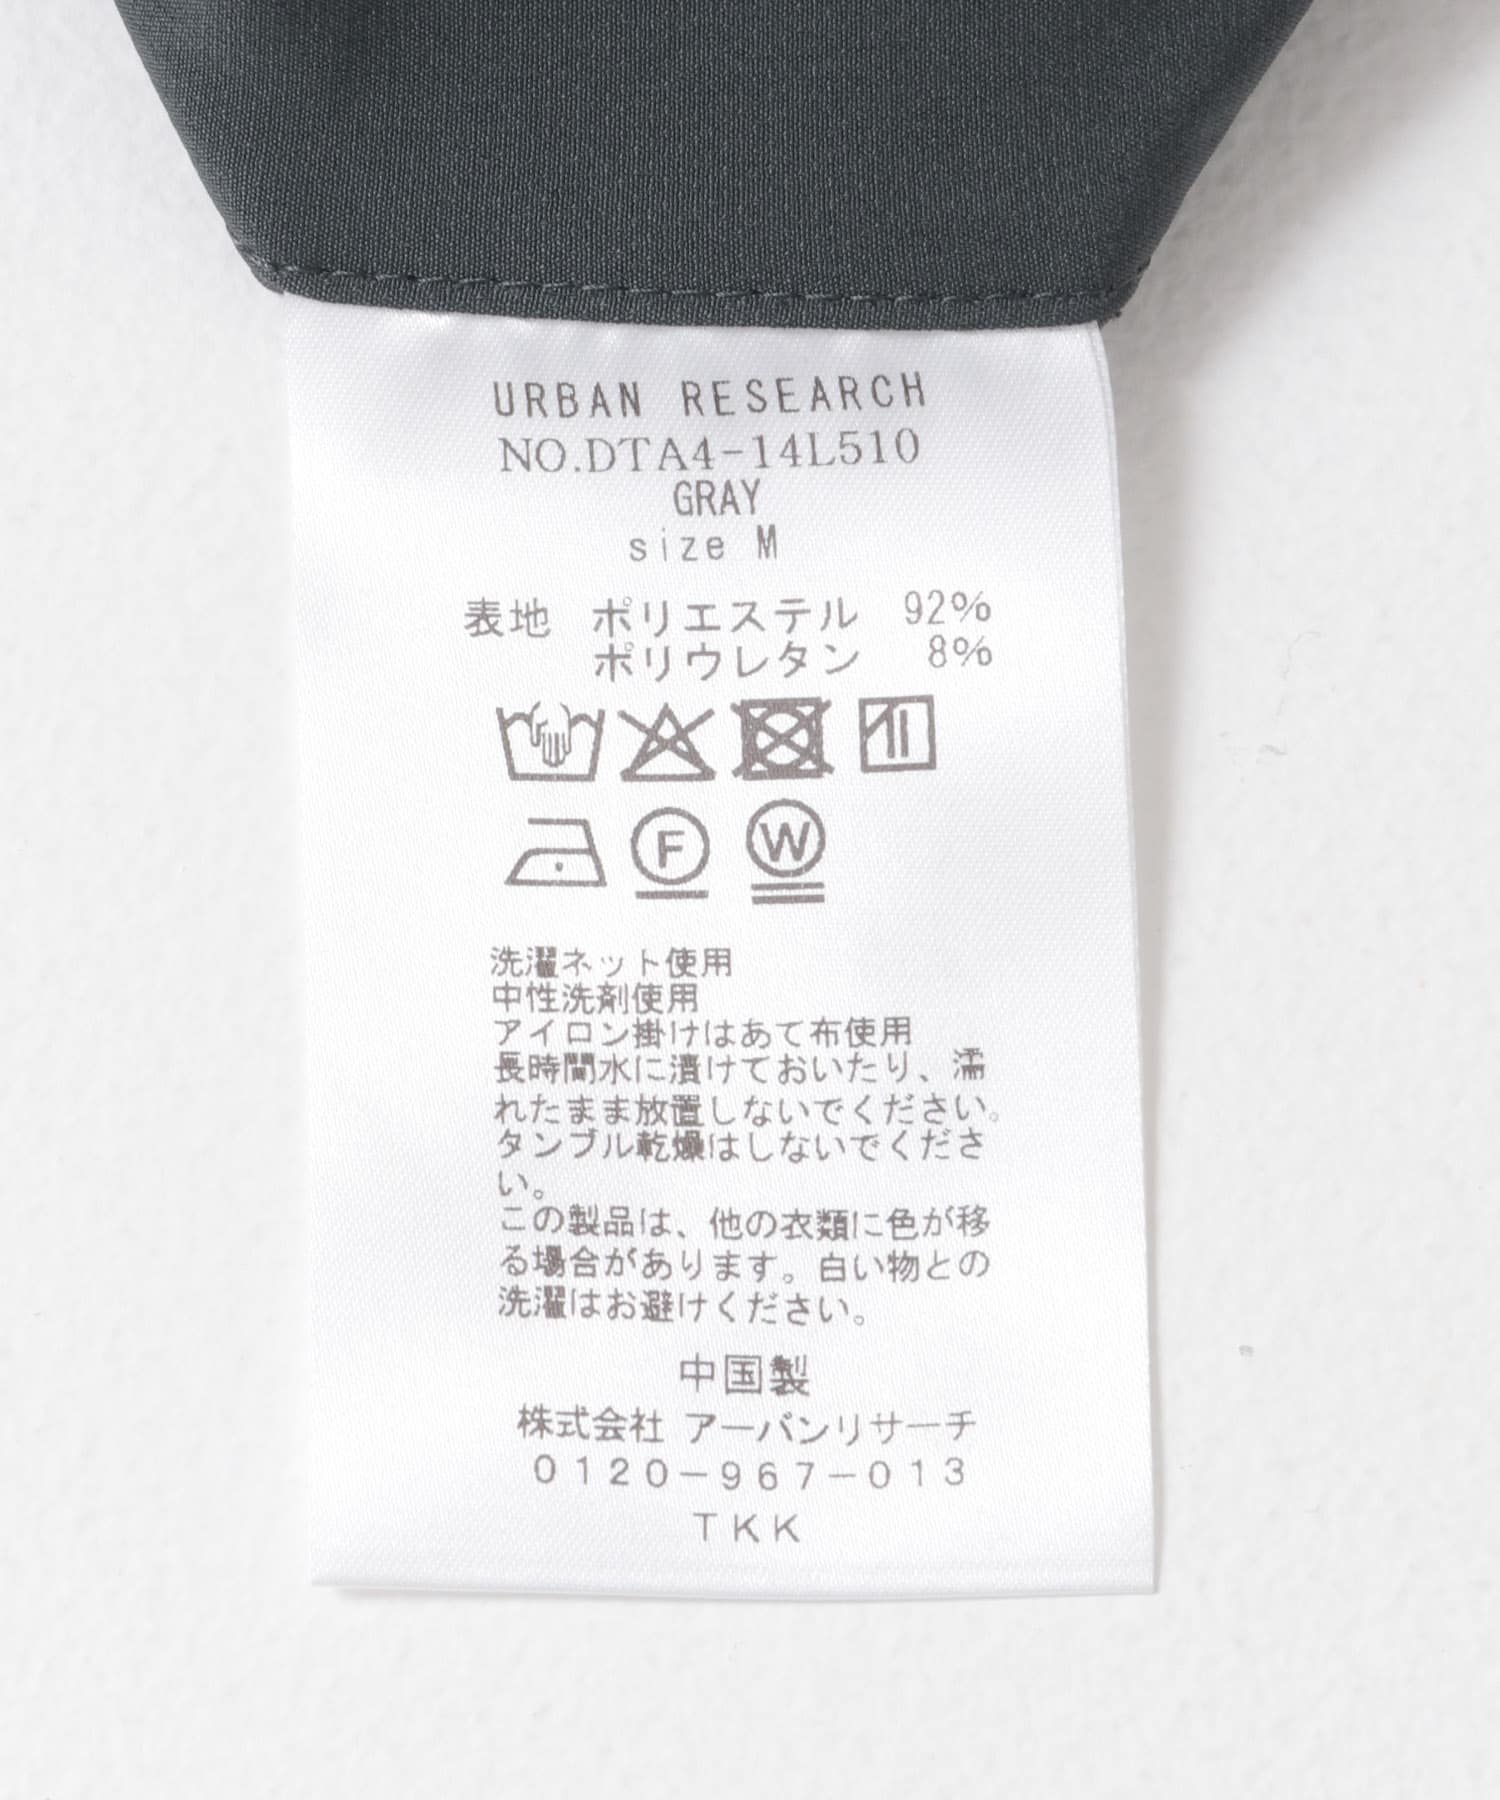 URBAN RESEARCH
NO.DTA4-14L510
GRAY
size M
表地 ポリエステル 92%
ポリウレタン 8%
F W
洗濯ネット使用
中性洗剤使用
アイロン掛けはあて布使用
長時間水に漬けておいたり、濡
れたまま放置しないでください。
タンブル乾燥はしないでくださ
い。
この製品は、他の衣類に色が移
る場合があります。白い物との
洗濯はお避けください。
中国製
株式会社 アーバンリサーチ
0120-967-013
TKK